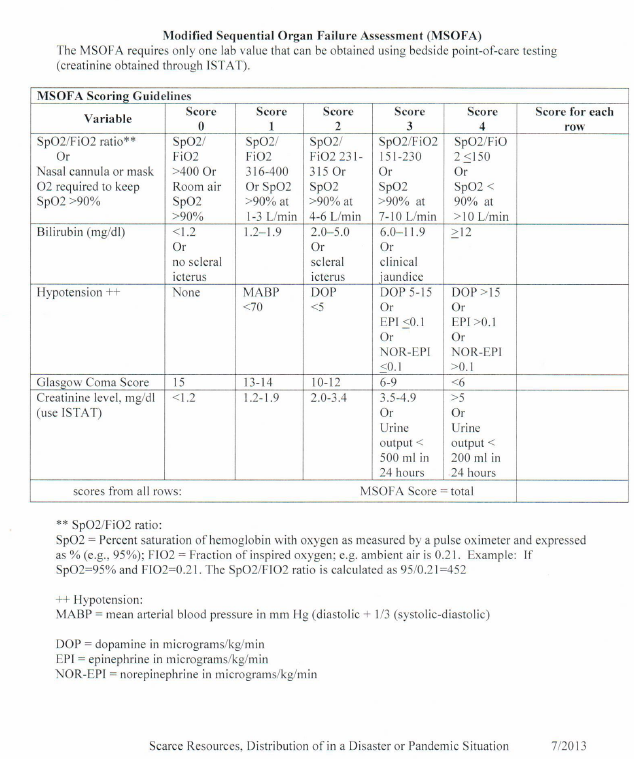 Modified Sequential Organ Failure Assessment (MSOFA)
The MSOFA requires only one lab value that can be obtained using bedside point-of-care testing
(creatinine obtained through ISTAT).
MSOFA Scoring Guidelines
Variable Score 0 Score 1 Score 2 Score 3 Score 4 Score for each row
SpO2/FiO2 ratio** SpO2/ SpO2/ SpO2/ SpO2/FiO2 SpO2/FiO
Or FiO2 FiO2 FiO2 231- 151-230 2 ≤150
Nasal cannula or mask >400 Or 316-400 315 Or Or Or
O2 required to keep Room air Or SpO2 SpO2 SpO2 SpO2 <
SpO2 >90% SpO2 >90% at >90% at >90% at 90% at
>90% 1-3 L/min 4-6 L/min 7-10 L/min >10 L/min
Bilirubin (mg/dl) <1.2 1.2–1.9 2.0–5.0 6.0–11.9 ≥12
Or Or Or
no scleral scleral clinical
icterus icterus jaundice
Hypotension ++ None MABP DOP DOP 5-15 DOP >15
<70 <5 Or Or
EPI ≤0.1 EPI >0.1
Or Or
NOR-EPI NOR-EPI
≤0.1 >0.1
Glasgow Coma Score 15 13-14 10-12 6-9 <6
Creatinine level, mg/dl <1.2 1.2-1.9 2.0-3.4 3.5-4.9 >5
(use ISTAT) Or Or
Urine Urine
output < output <
500 ml in 200 ml in
24 hours 24 hours
scores from all rows: MSOFA Score = total
** SpO2/FiO2 ratio:
SpO2 = Percent saturation of hemoglobin with oxygen as measured by a pulse oximeter and expressed
as % (e.g., 95%); FIO2 = Fraction of inspired oxygen; e.g. ambient air is 0.21. Example: If
SpO2=95% and FIO2=0.21. The SpO2/FIO2 ratio is calculated as 95/0.21=452
++ Hypotension:
MABP = mean arterial blood pressure in mm Hg (diastolic + 1/3 (systolic-diastolic)
DOP = dopamine in micrograms/kg/min
EPI = epinephrine in micrograms/kg/min
NOR-EPI = norepinephrine in micrograms/kg/min
Scarce Resources, Distribution of in a Disaster or Pandemic Situation 7/2013